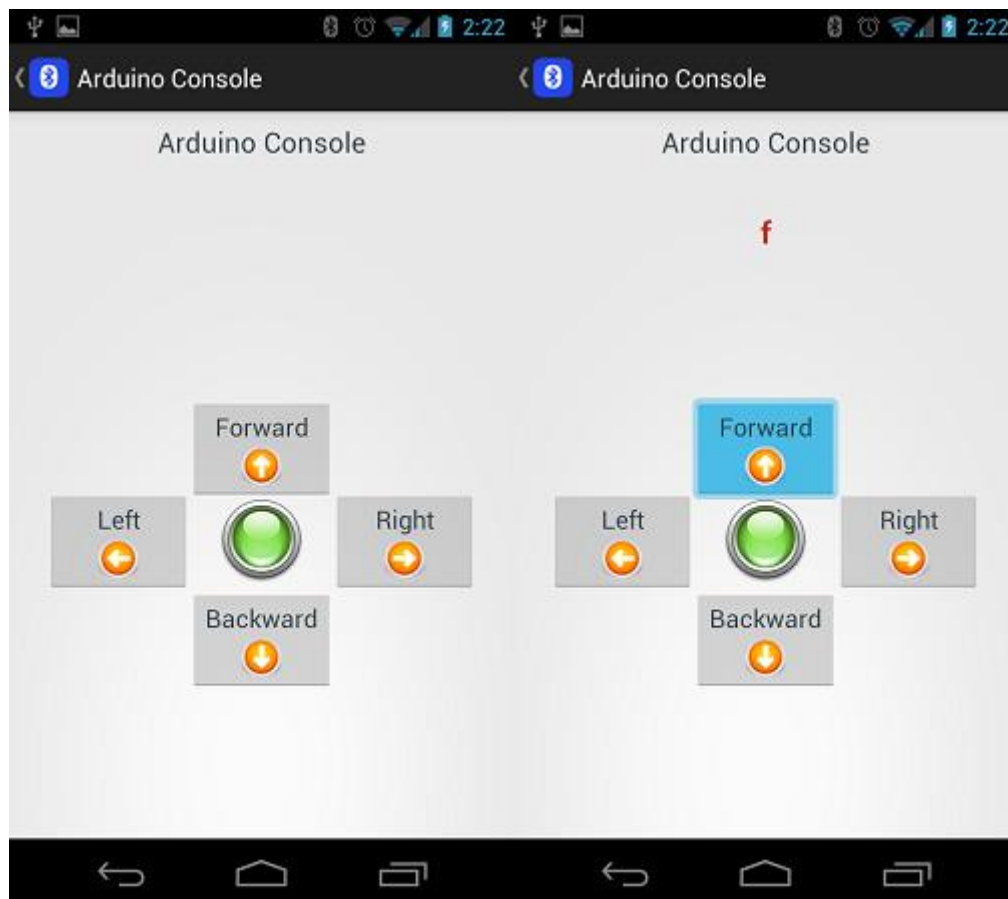 2:22
Arduino Console
Arduino Console
Forward
Left
Right
Backward
2:22
Arduino Console
Arduino Console
f
Forward
Left
Right
Backward